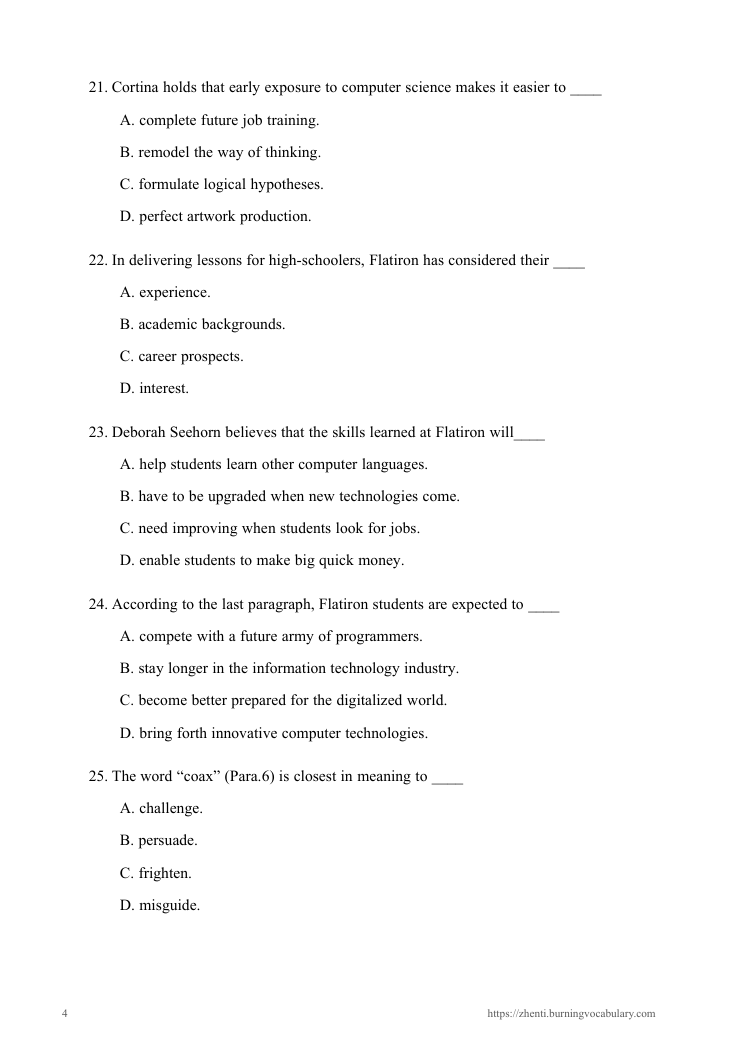 21. Cortina holds that early exposure to computer science makes it easier to ____
A. complete future job training.
B. remodel the way of thinking.
C. formulate logical hypotheses.
D. perfect artwork production.
22. In delivering lessons for high-schoolers, Flatiron has considered their ____
A. experience.
B. academic backgrounds.
C. career prospects.
D. interest.
23. Deborah Seehorn believes that the skills learned at Flatiron will____
A. help students learn other computer languages.
B. have to be upgraded when new technologies come.
C. need improving when students look for jobs.
D. enable students to make big quick money.
24. According to the last paragraph, Flatiron students are expected to ____
A. compete with a future army of programmers.
B. stay longer in the information technology industry.
C. become better prepared for the digitalized world.
D. bring forth innovative computer technologies.
25. The word “coax” (Para.6) is closest in meaning to ____
A. challenge.
B. persuade.
C. frighten.
D. misguide.
4 https://zhenti.burningvocabulary.com